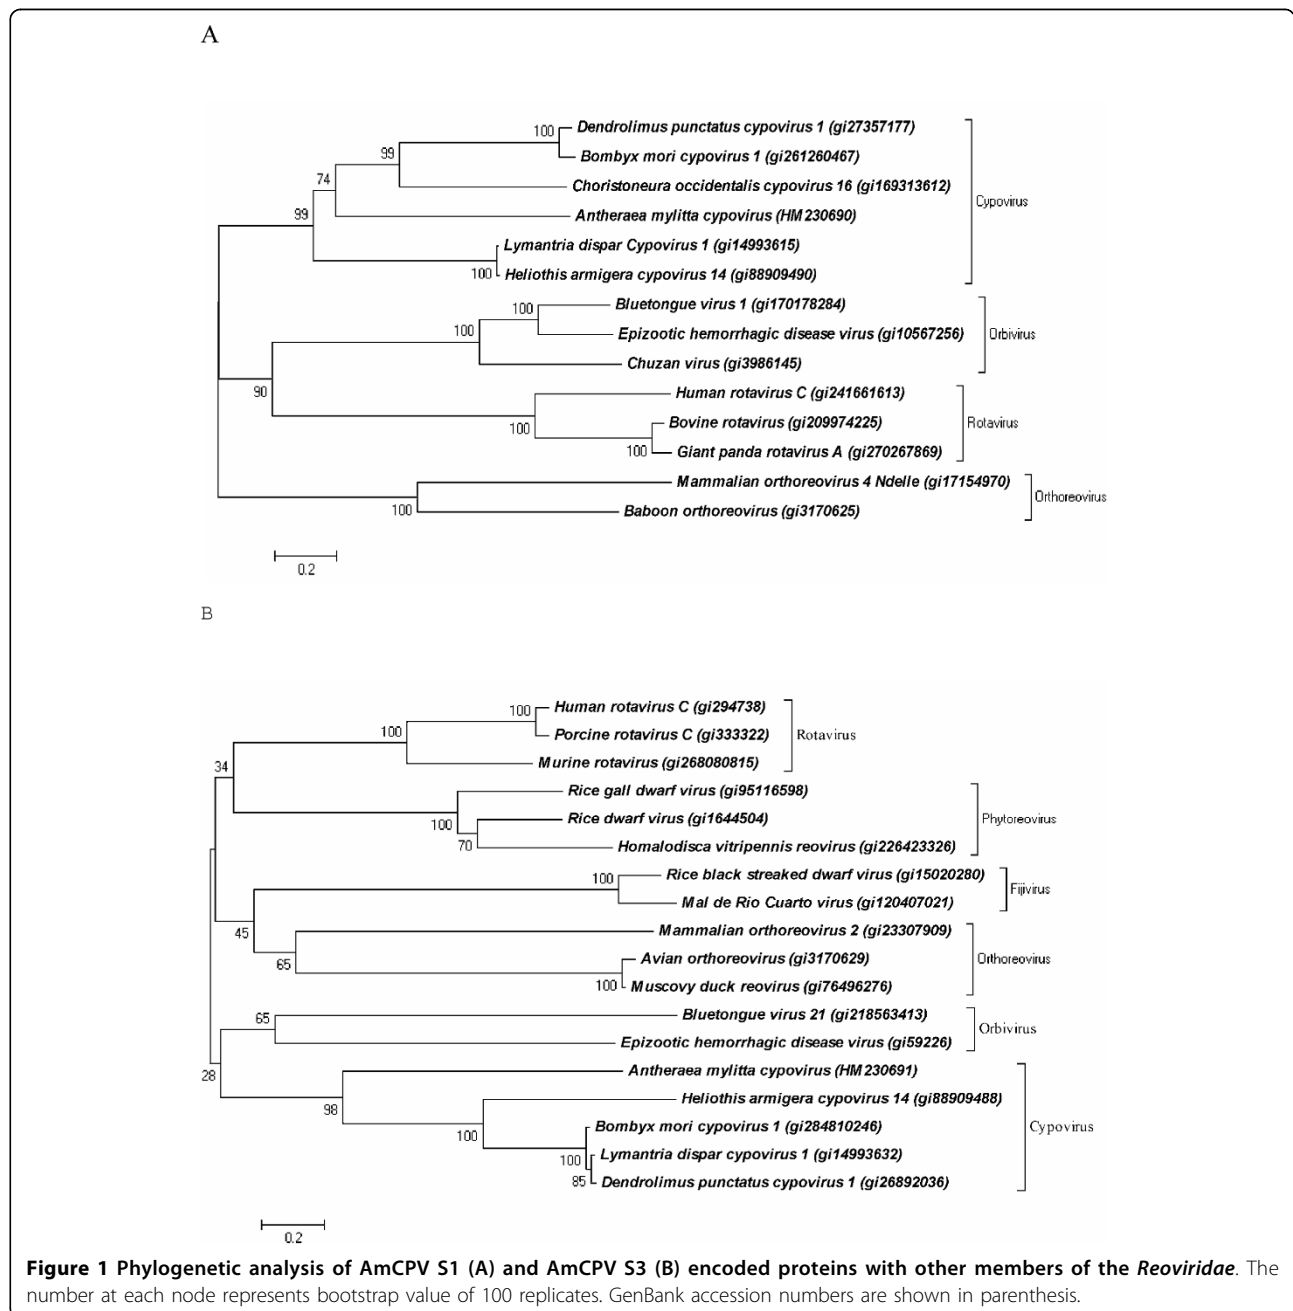 A
100 Dendrolimus punctatus cypovirus 1 (gi27357177)
99 Bombyx mori cypovirus 1 (gi261260467)
74 Choristoneura occidentalis cypovirus 16 (gi169313612)
Cypovirus
99 Antheraea mylitta cypovirus (HM230690)
Lymantria dispar Cypovirus 1 (gi14993615)
100 Heliothis armigera cypovirus 14 (gi88909490)
100 Bluetongue virus 1 (gi170178284)
100 Epizootic hemorrhagic disease virus (gi10567256)
Orbivirus
Chuzan virus (gi3986145)
90 Human rotavirus C (gi241661613)
100 Bovine rotavirus (gi209974225)
Rotavirus
100 Giant panda rotavirus A (gi270267869)
Mammalian orthoreovirus 4 Ndelle (gi17154970)
Orthoreovirus
100 Baboon orthoreovirus (gi3170625)
0.2
B
100 Human rotavirus C (gi294738)
100 Porcine rotavirus C (gi333322)
Rotavirus
34 Murine rotavirus (gi268080815)
Rice gall dwarf virus (gi95116598)
100 Rice dwarf virus (gi1644504)
Phytoreovirus
70 Homalodisca vitripennis reovirus (gi226423326)
100 Rice black streaked dwarf virus (gi15020280)
Fijivirus
Mal de Rio Cuarto virus (gi120407021)
45 Mammalian orthoreovirus 2 (gi23307909)
65 Avian orthoreovirus (gi3170629)
Orthoreovirus
100 Muscovy duck reovirus (gi76496276)
65 Bluetongue virus 21 (gi218563413)
Orbivirus
Epizootic hemorrhagic disease virus (gi59226)
28 Antheraea mylitta cypovirus (HM230691)
98 Heliothis armigera cypovirus 14 (gi88909488)
100 Bombyx mori cypovirus 1 (gi284810246)
Cypovirus
100 Lymantria dispar cypovirus 1 (gi14993632)
85 Dendrolimus punctatus cypovirus 1 (gi26892036)
0.2
Figure 1 Phylogenetic analysis of AmCPV S1 (A) and AmCPV S3 (B) encoded proteins with other members of the Reoviridae. The
number at each node represents bootstrap value of 100 replicates. GenBank accession numbers are shown in parenthesis.